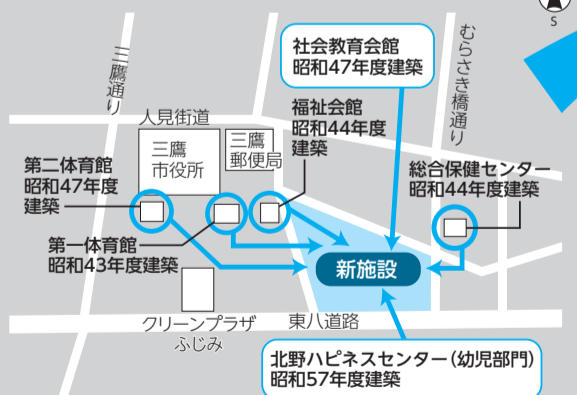 S
社会教育会館
昭和47年度建築
三鷹通り
むらさき橋通り
人見街道
福祉会館
昭和44年度
建築
三鷹
市役所
三鷹
郵便局
第二体育館
昭和47年度
建築
総合保健センター
昭和44年度建築
第一体育館
昭和43年度建築
新施設
クリーンプラザ
ふじみ
東八道路
北野ハピネスセンター(幼児部門)
昭和57年度建築